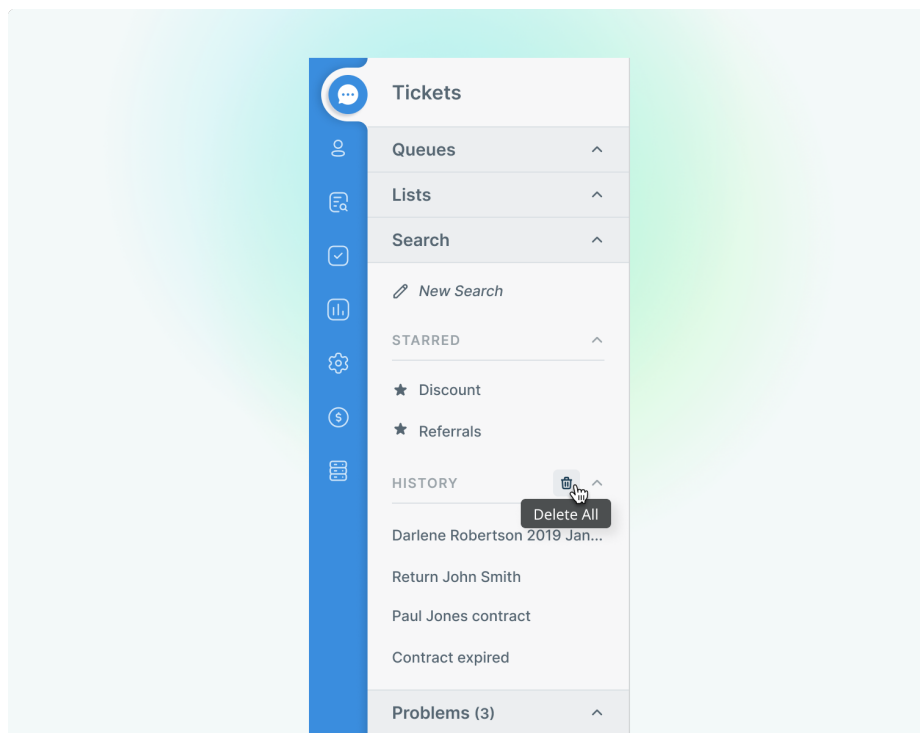 Tickets
Queues
Lists
Search
New Search
STARRED
Discount
Referrals
HISTORY
Delete All
Darlene Robertson 2019 Jan...
Return John Smith
Paul Jones contract
Contract expired
Problems (3)